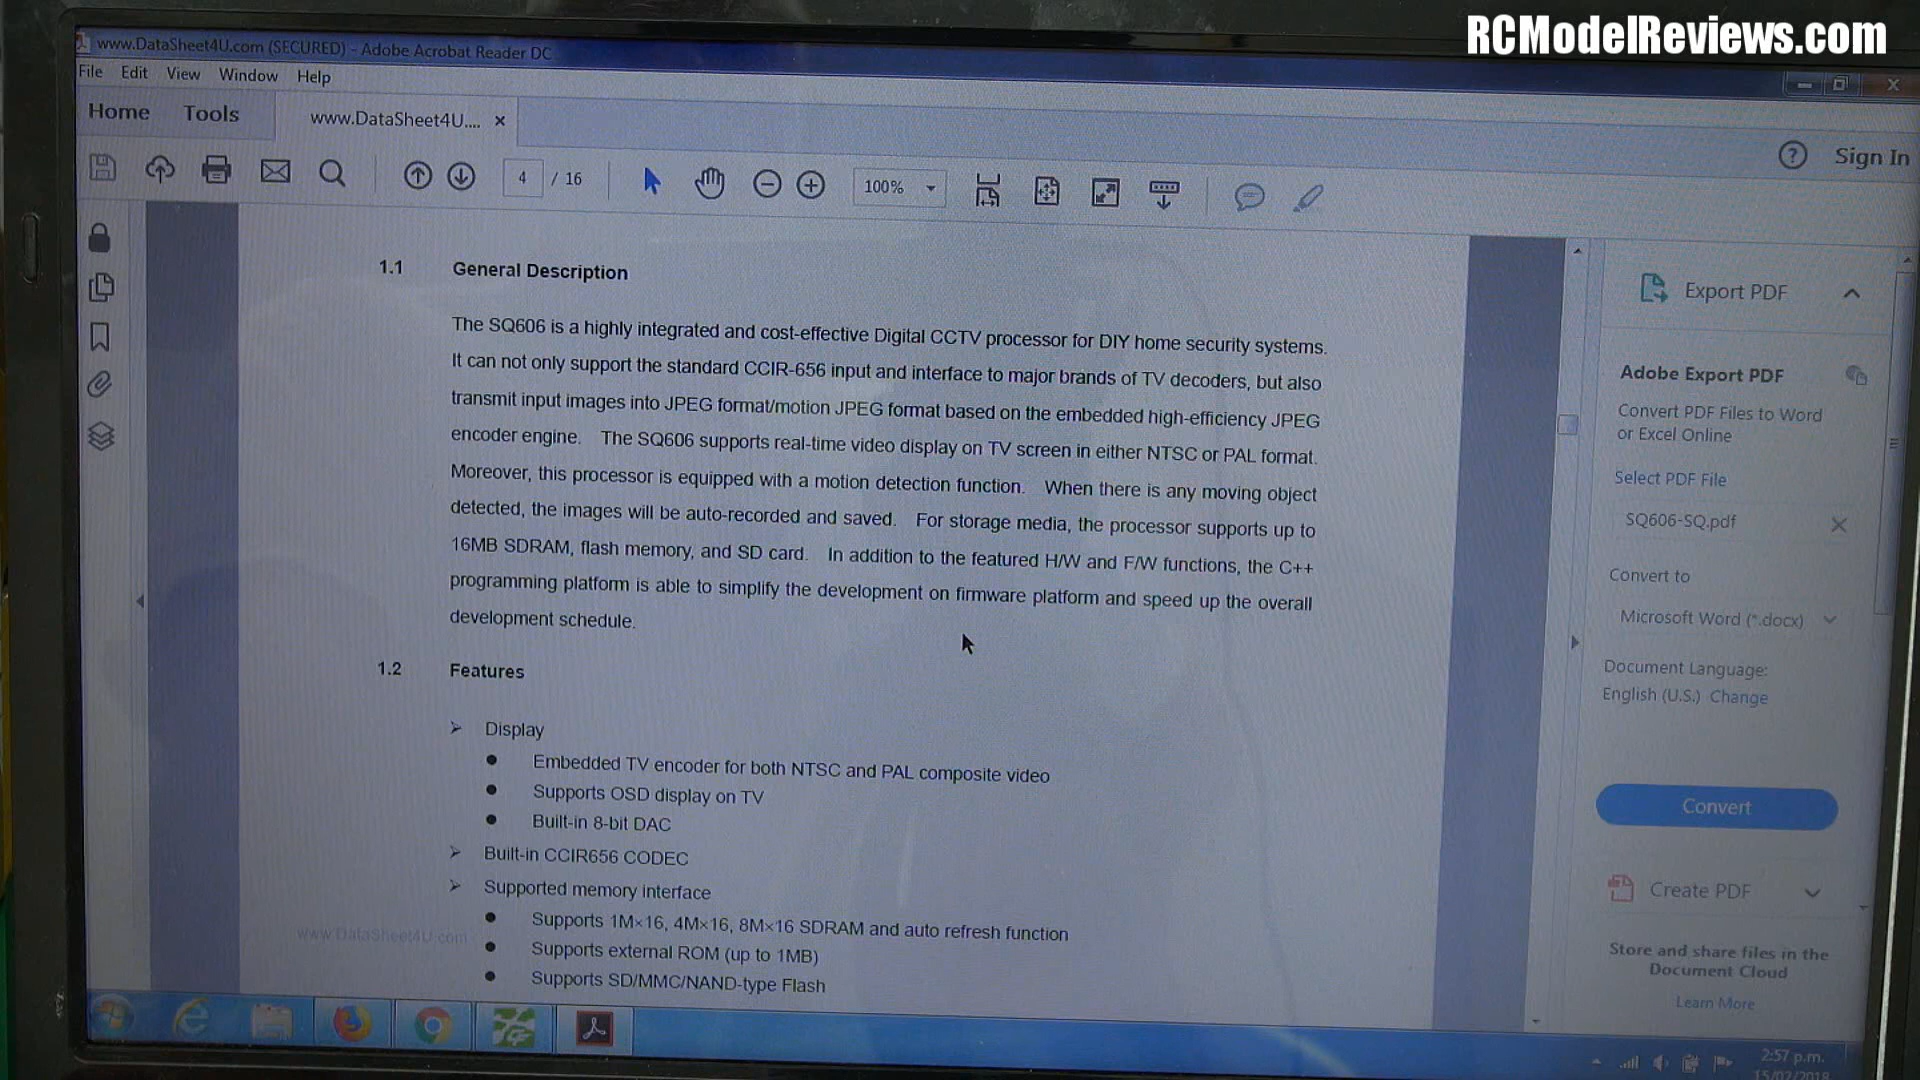 RCModelReviews.com
www.DataSheet4U.com (SECURED) - Adobe Acrobat Reader DC
File Edit View Window Help
Home Tools www.DataSheet4U.... ×
4 / 16 100% Sign In
1.1 General Description
The SQ606 is a highly integrated and cost-effective Digital CCTV processor for DIY home security systems.
It can not only support the standard CCIR-656 input and interface to major brands of TV decoders, but also
transmit input images into JPEG format/motion JPEG format based on the embedded high-efficiency JPEG
encoder engine. The SQ606 supports real-time video display on TV screen in either NTSC or PAL format.
Moreover, this processor is equipped with a motion detection function. When there is any moving object
detected, the images will be auto-recorded and saved. For storage media, the processor supports up to
16MB SDRAM, flash memory, and SD card. In addition to the featured H/W and F/W functions, the C++
programming platform is able to simplify the development on firmware platform and speed up the overall
development schedule.
1.2 Features
➢ Display
● Embedded TV encoder for both NTSC and PAL composite video
● Supports OSD display on TV
● Built-in 8-bit DAC
➢ Built-in CCIR656 CODEC
➢ Supported memory interface
● Supports 1M×16, 4M×16, 8M×16 SDRAM and auto refresh function
● Supports external ROM (up to 1MB)
● Supports SD/MMC/NAND-type Flash
www.DataSheet4U.com
Export PDF
Adobe Export PDF
Convert PDF Files to Word
or Excel Online
Select PDF File
SQ606-SQ.pdf
Convert to
Microsoft Word (*.docx)
Document Language:
English (U.S.) Change
Convert
Create PDF
Store and share files in the
Document Cloud
Learn More
2:57 p.m.
15/02/2018